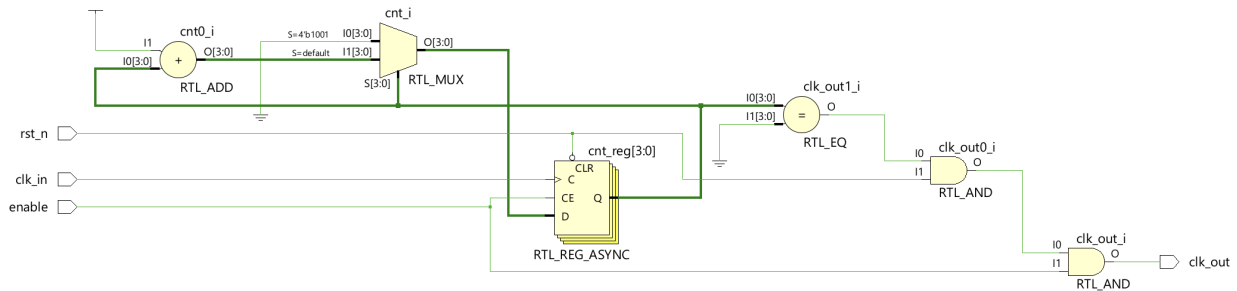 cnt_i
cnt0_i
S=4'b1001
I0[3:0]
O[3:0]
I1
O[3:0]
S=default
I1[3:0]
I0[3:0]
+
S[3:0]
RTL_MUX
RTL_ADD
clk_out1_i
I0[3:0]
O
=
I1[3:0]
RTL_EQ
rst_n
cnt_reg[3:0]
clk_out0_i
CLR
I0
O
clk_in
C
I1
RTL_AND
enable
CE
Q
D
clk_out_i
RTL_REG_ASYNC
I0
O
I1
clk_out
RTL_AND